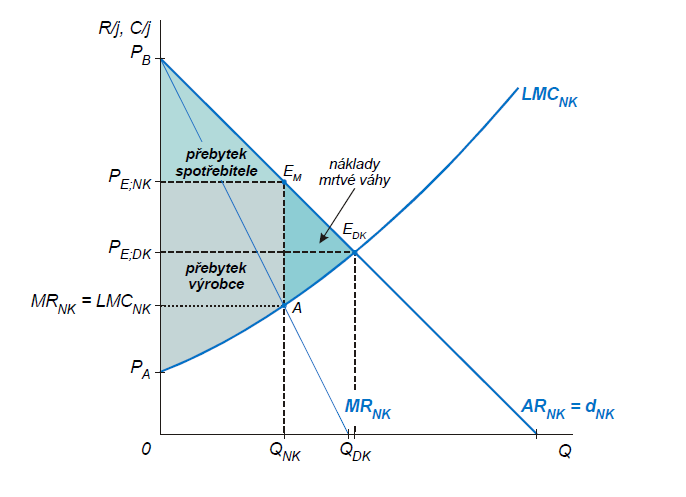 R/j, C/j
P_B
LMC_NK
přebytek
spotřebitele
náklady
mrtvé váhy
P_E;NK
E_M
E_DK
P_E;DK
přebytek
výrobce
MR_NK = LMC_NK
A
P_A
MR_NK
AR_NK = d_NK
0
Q_NK
Q_DK
Q